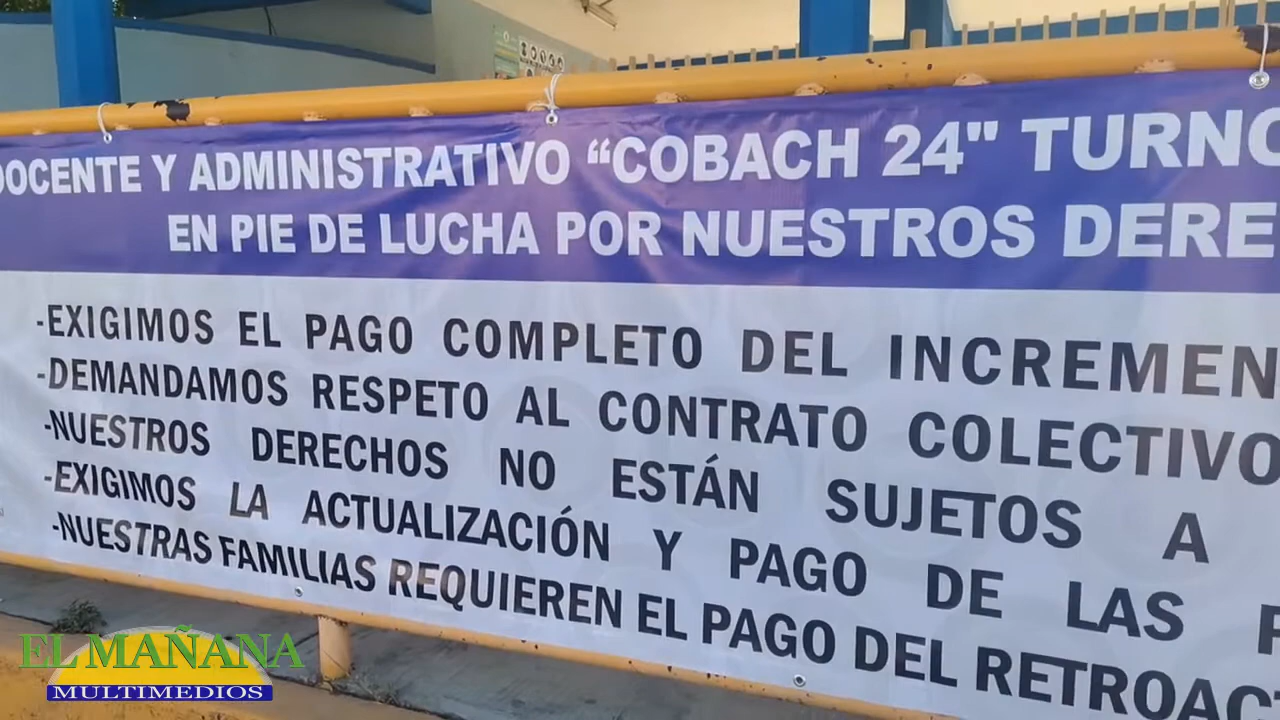 DOCENTE Y ADMINISTRATIVO “COBACH 24" TURNO
EN PIE DE LUCHA POR NUESTROS DERE
-EXIGIMOS EL PAGO COMPLETO DEL INCREMEN
-DEMANDAMOS RESPETO AL CONTRATO COLECTIVO
-NUESTROS DERECHOS NO ESTÁN SUJETOS A
-EXIGIMOS LA ACTUALIZACIÓN Y PAGO DE LAS
-NUESTRAS FAMILIAS REQUIEREN EL PAGO DEL RETROACT
EL MAÑANA
MULTIMEDIOS